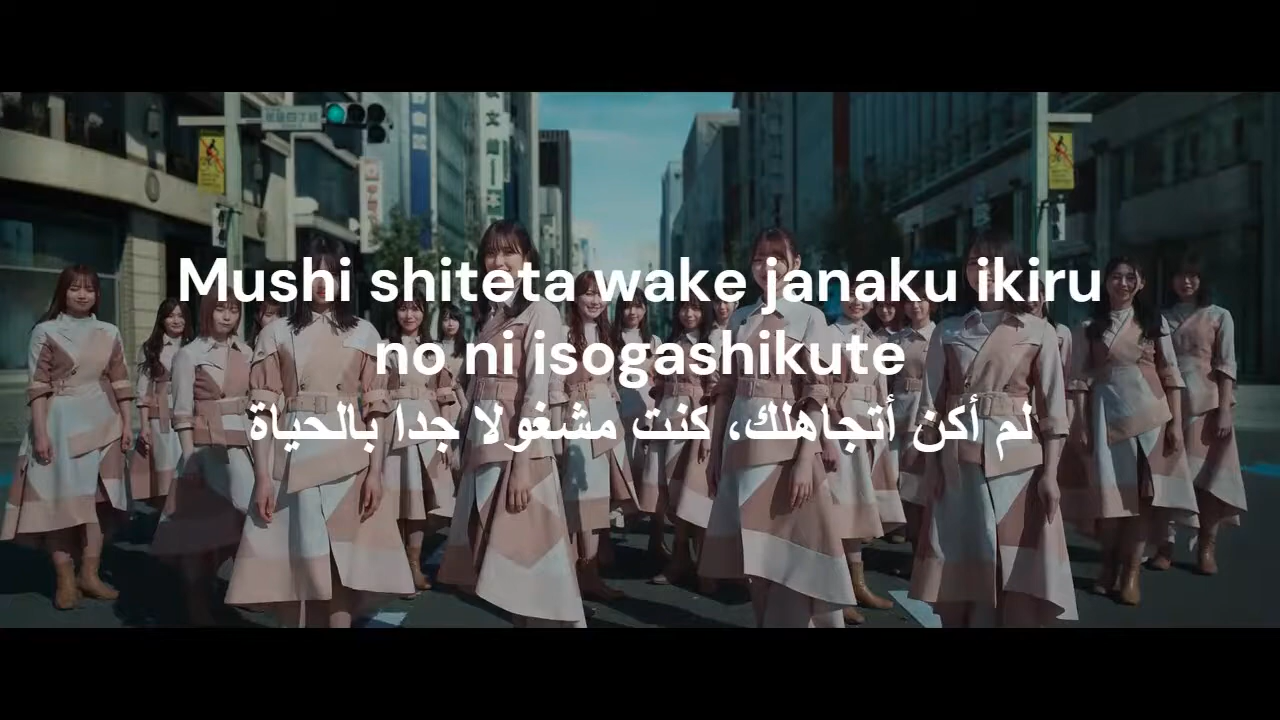 Mushi shiteta wake janaku ikiru
no ni isogashikute
لم أكن أتجاهلك، كنت مشغولا جدا بالحياة